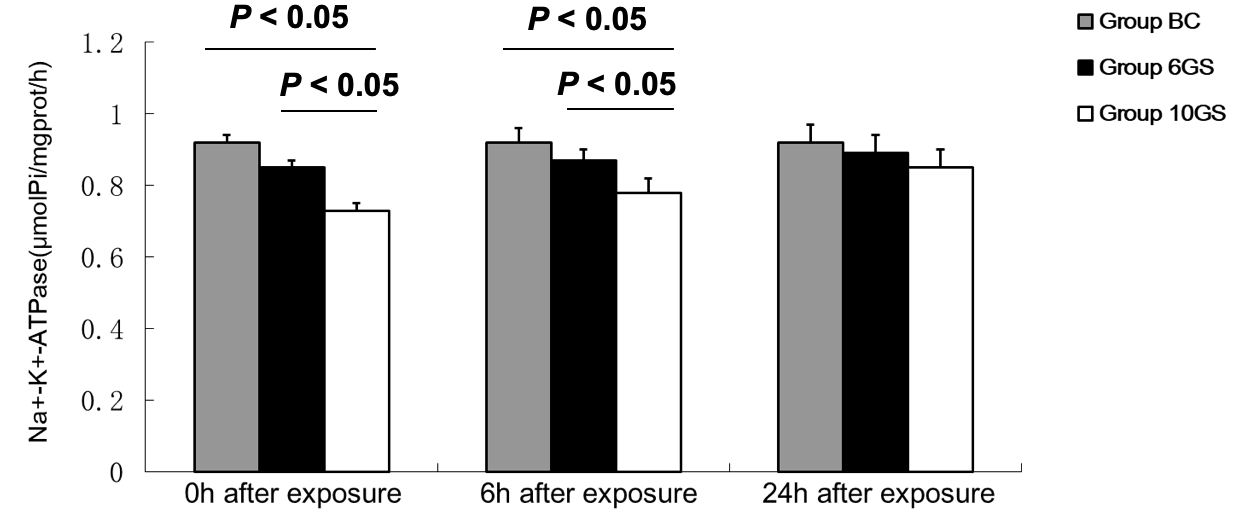 P < 0.05
P < 0.05
P < 0.05
P < 0.05
Group BC
Group 6GS
Group 10GS
Na+-K+-ATPase(μmolPi/mgprot/h)
1.2
1
0.8
0.6
0.4
0.2
0
0h after exposure
6h after exposure
24h after exposure